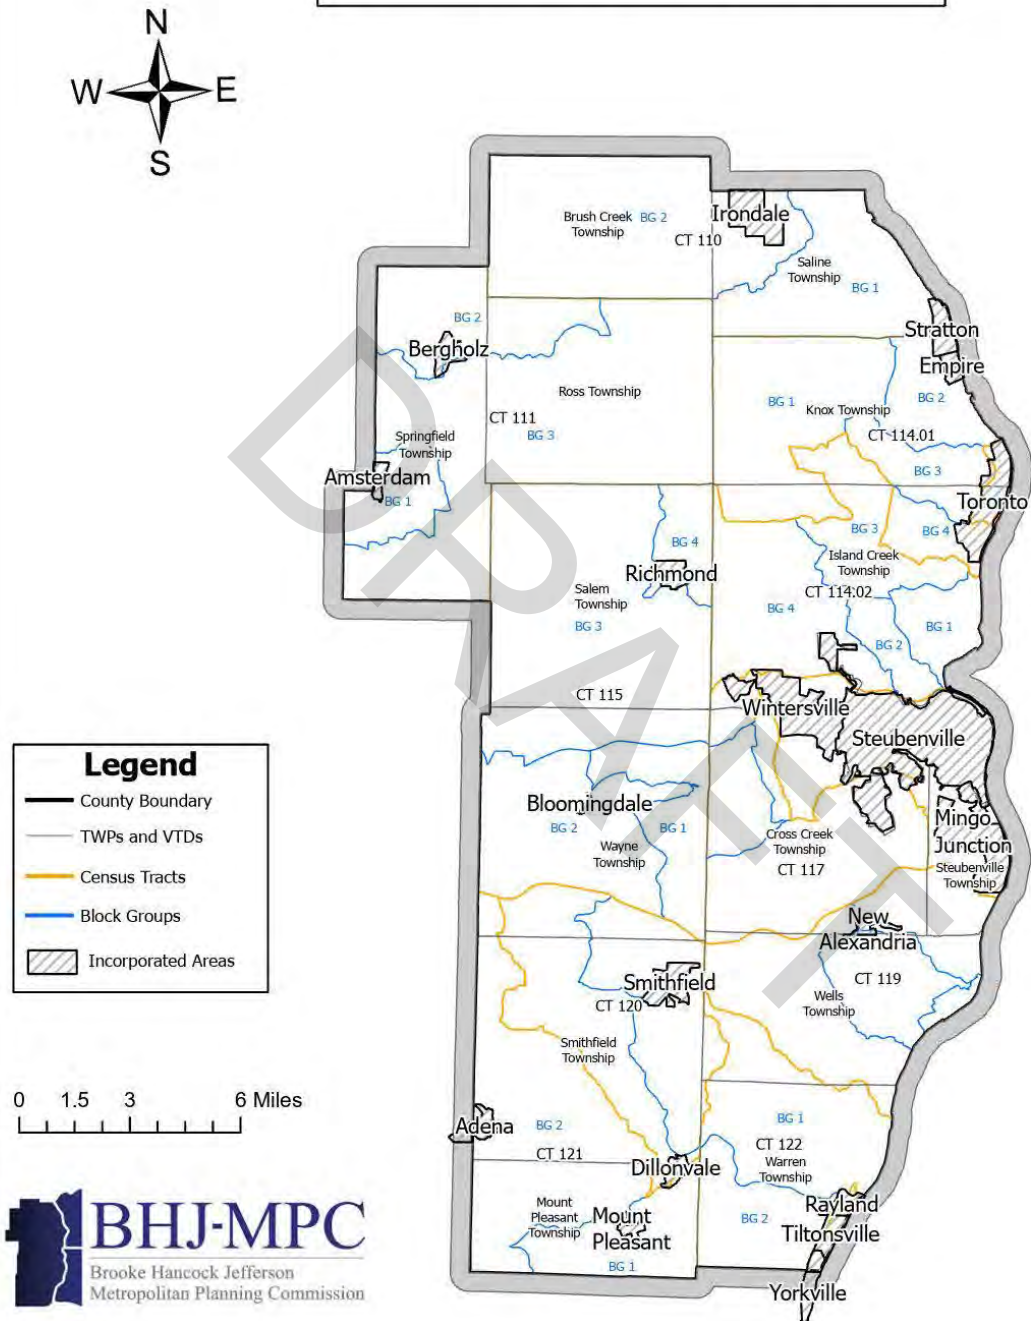 N
W
E
S
Brush Creek
Township
BG 2
CT 110
Irondale
Saline
Township
BG 1
BG 2
Bergholz
Stratton
Empire
Ross Township
BG 1
Knox Township
BG 2
CT 111
BG 3
CT 114.01
Springfield
Township
BG 3
Amsterdam
BG 1
Toronto
BG 4
BG 3
BG 4
Richmond
Island Creek
Township
Salem
Township
CT 114.02
BG 4
BG 3
BG 1
BG 2
CT 115
Wintersville
Steubenville
Bloomingdale
BG 2
BG 1
Wayne
Township
Cross Creek
Township
CT 117
Mingo
Junction
Steubenville
Township
New
Alexandria
Smithfield
CT 120
CT 119
Wells
Township
Smithfield
Township
Adena
BG 2
CT 121
BG 1
CT 122
Warren
Township
Dillonvale
Mount
Pleasant
Township
Mount
Pleasant
BG 1
BG 2
Rayland
Tiltonsville
Yorkville
DRAFT
Legend
County Boundary
TWPs and VTDs
Census Tracts
Block Groups
Incorporated Areas
0 1.5 3 6 Miles
BHJ-MPC
Brooke Hancock Jefferson
Metropolitan Planning Commission